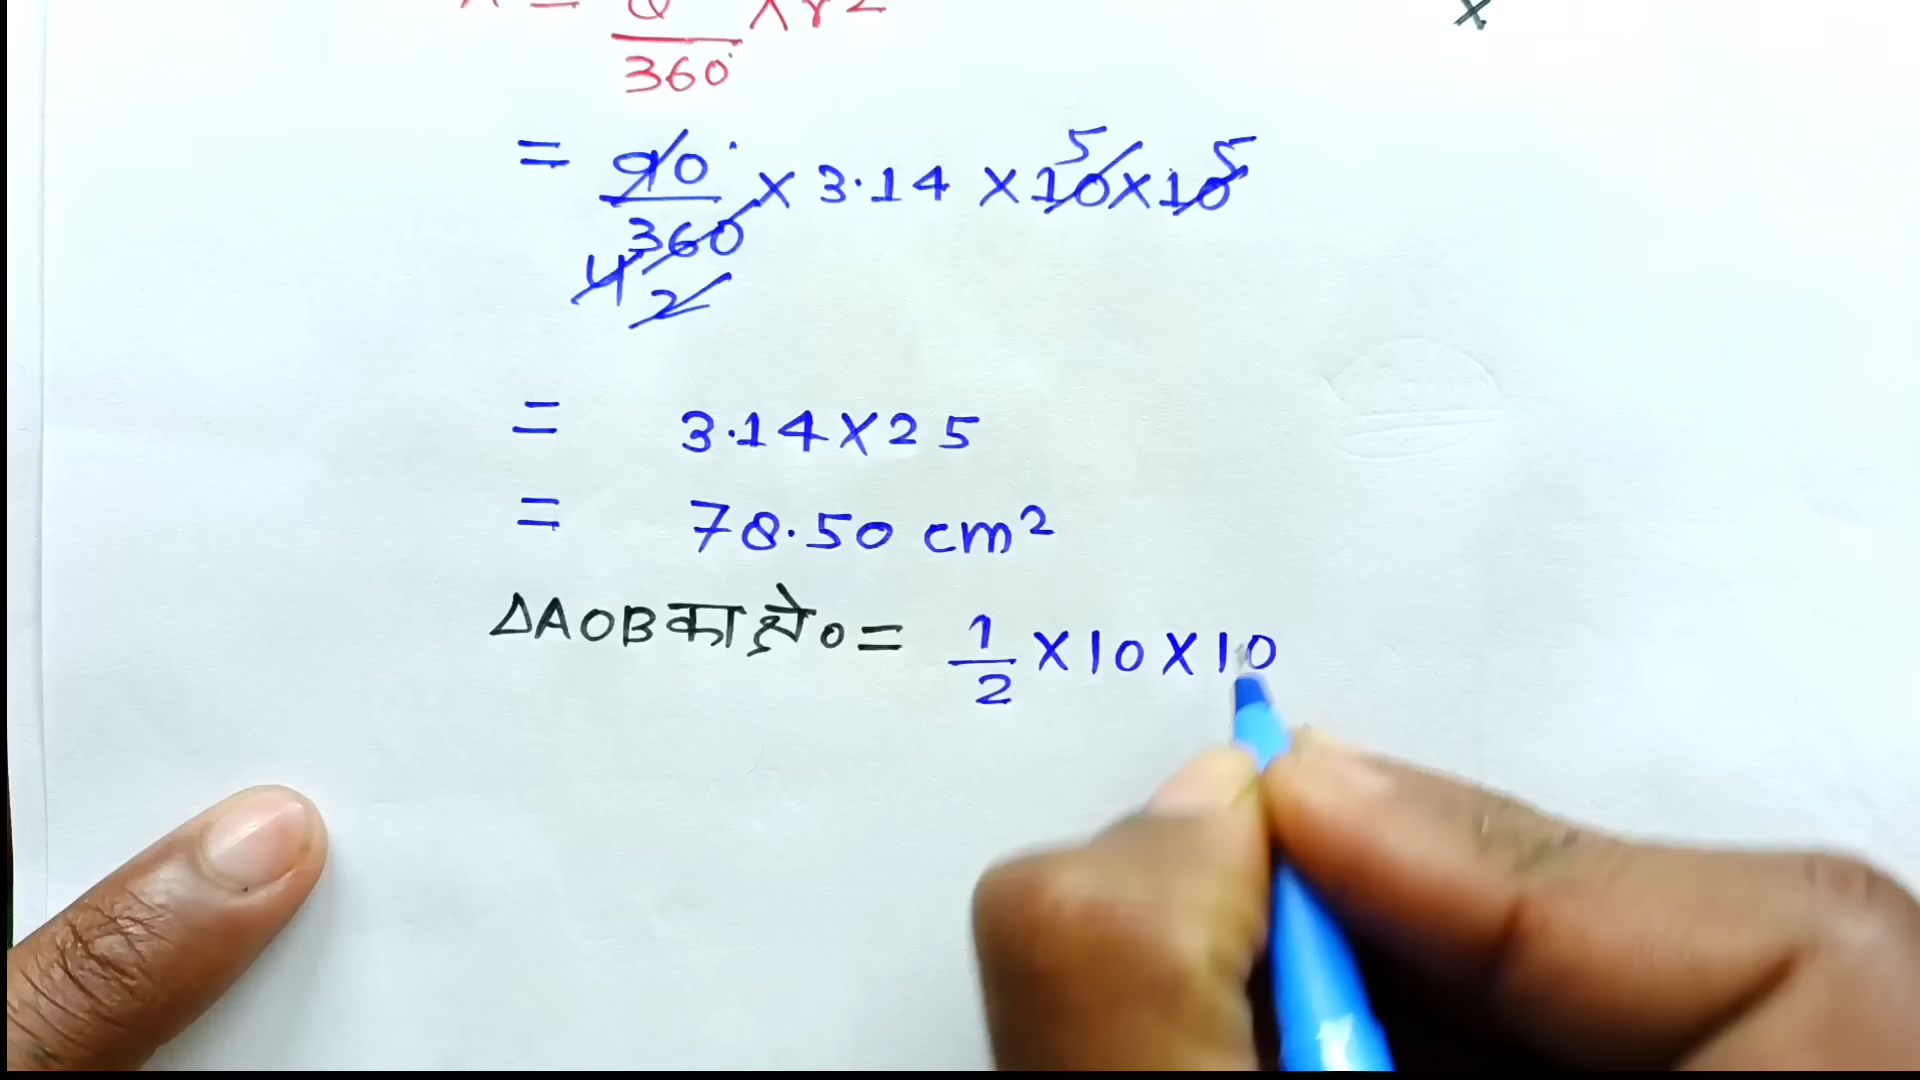 360°
= 90° × 3.14 × 10 × 10
360
5 5
4 2
= 3.14 × 25
= 78.50 cm²
ΔAOB का क्षे० = 1/2 × 10 × 10